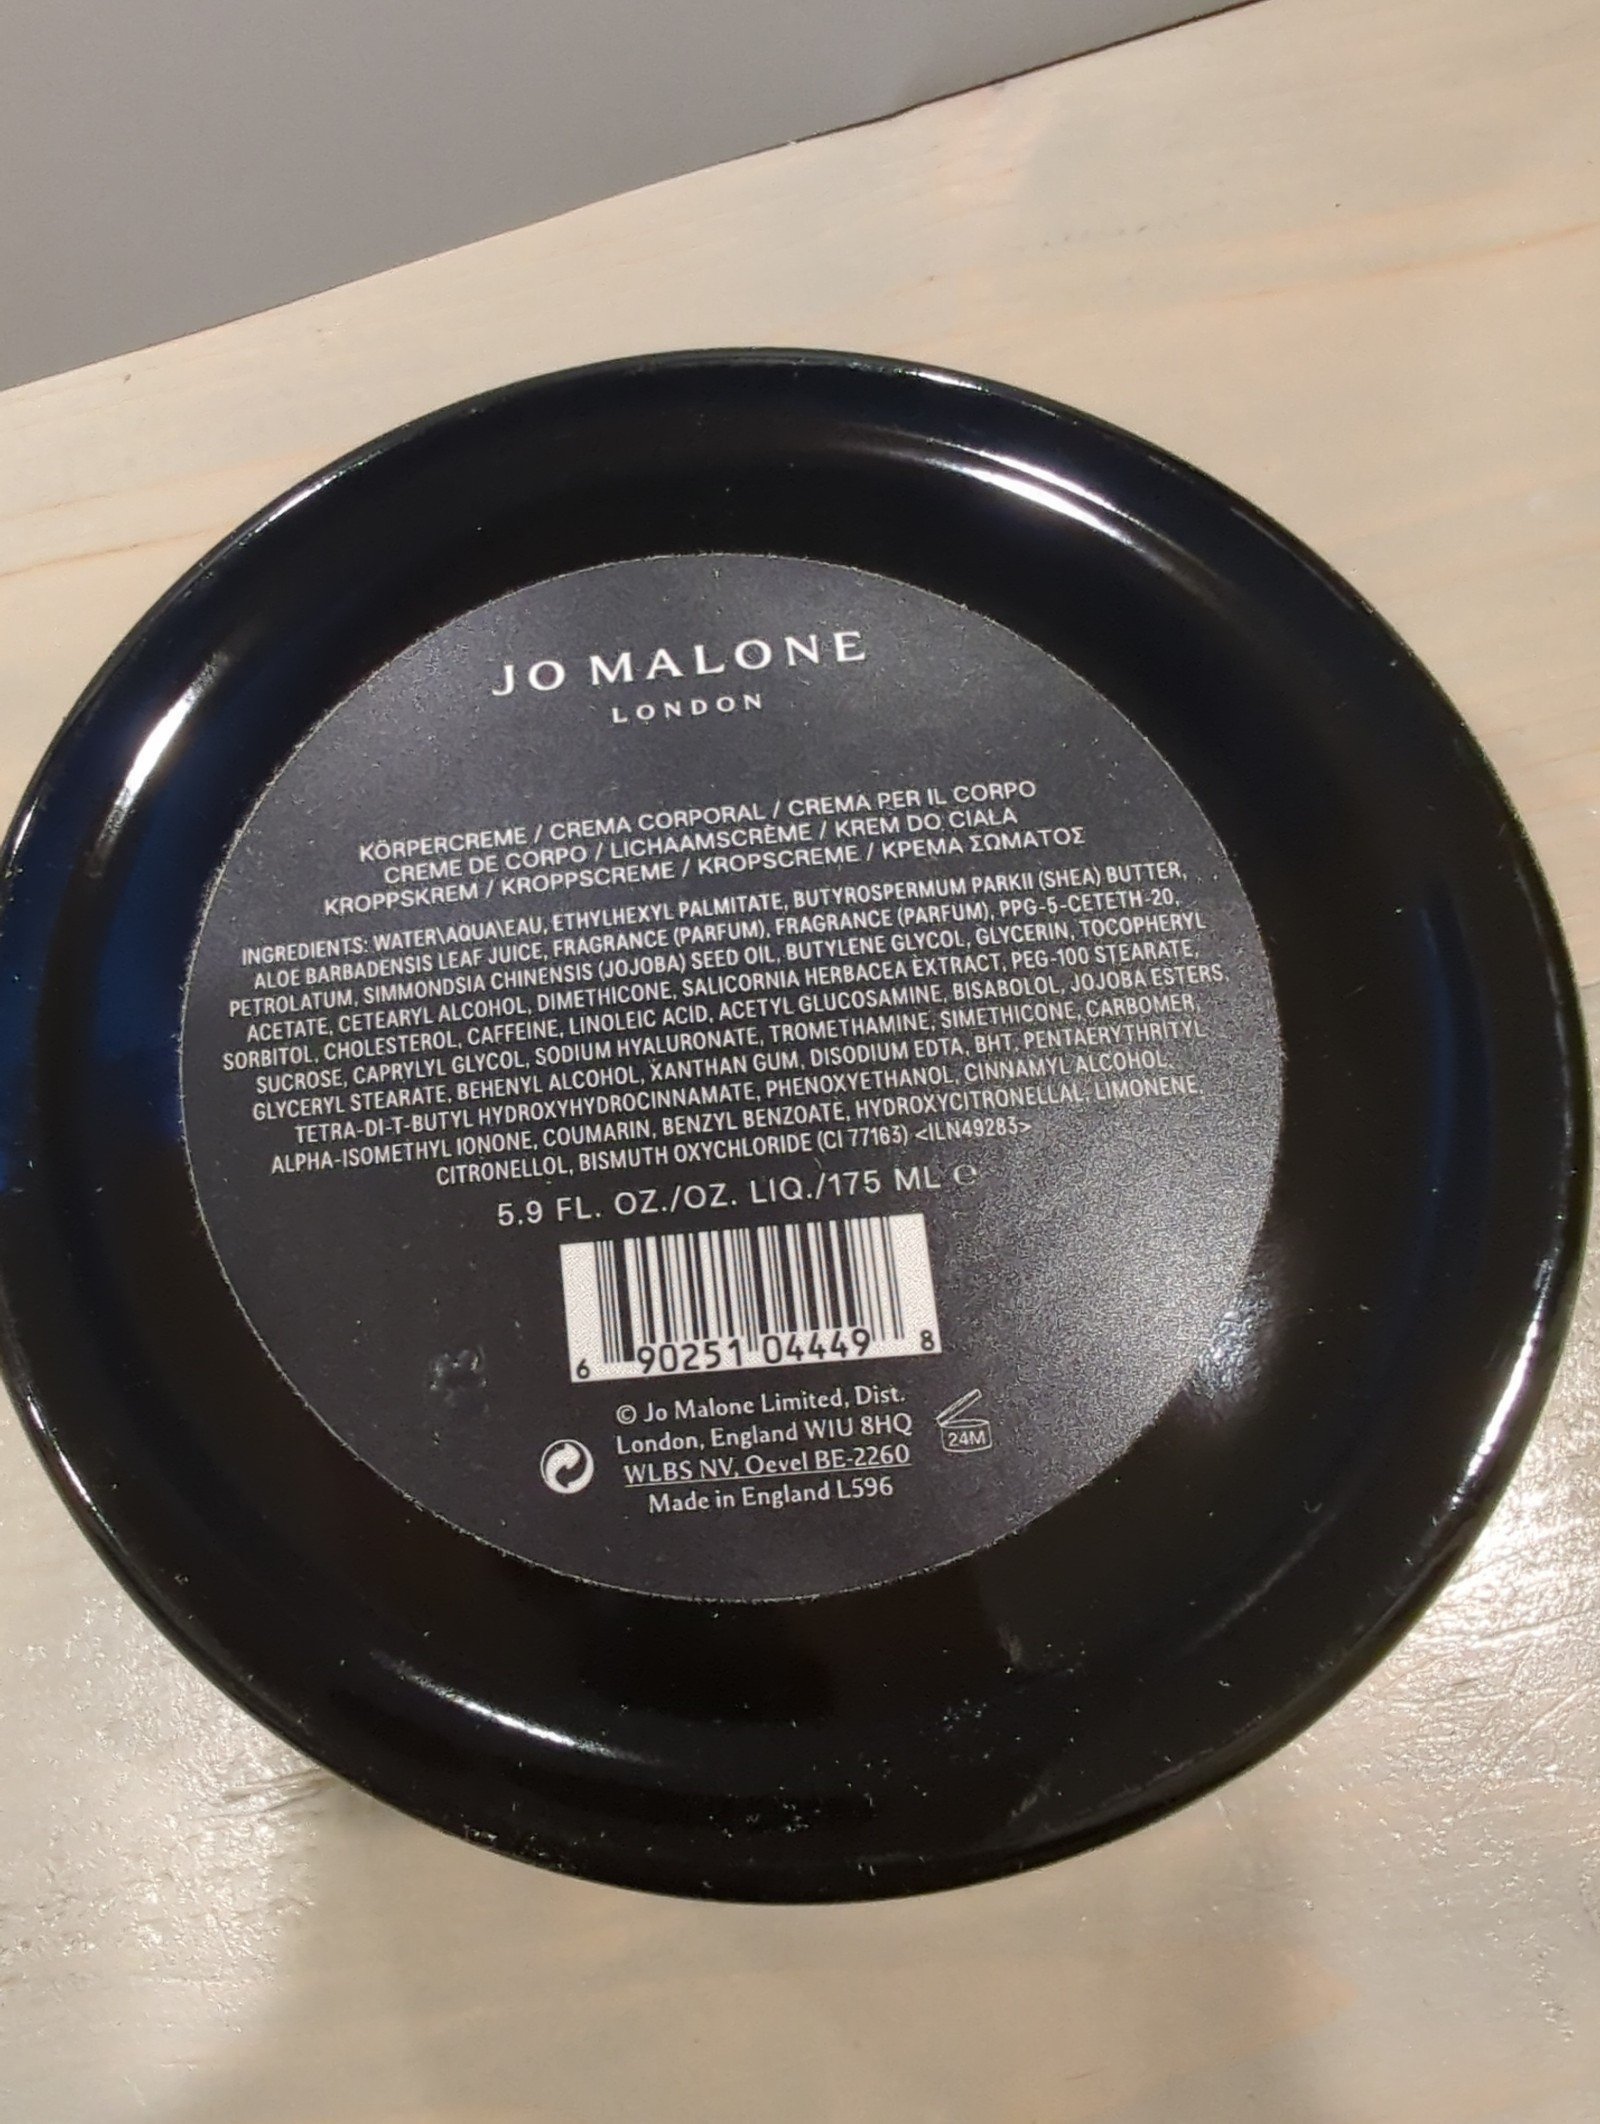 JO MALONE
LONDON
KÖRPERCREME / CREMA CORPORAL / CREMA PER IL CORPO
CREME DE CORPO / LICHAAMSCRÈME / KREM DO CIAŁA
KROPPSKREM / KROPPSCREME / KROPSCREME / ΚΡΕΜΑ ΣΩΜΑΤΟΣ
INGREDIENTS: WATER\AQUA\EAU, ETHYLHEXYL PALMITATE, BUTYROSPERMUM PARKII (SHEA) BUTTER,
ALOE BARBADENSIS LEAF JUICE, FRAGRANCE (PARFUM), FRAGRANCE (PARFUM), PPG-5-CETETH-20,
PETROLATUM, SIMMONDSIA CHINENSIS (JOJOBA) SEED OIL, BUTYLENE GLYCOL, GLYCERIN, TOCOPHERYL
ACETATE, CETEARYL ALCOHOL, DIMETHICONE, SALICORNIA HERBACEA EXTRACT, PEG-100 STEARATE,
SORBITOL, CHOLESTEROL, CAFFEINE, LINOLEIC ACID, ACETYL GLUCOSAMINE, BISABOLOL, JOJOBA ESTERS,
SUCROSE, CAPRYLYL GLYCOL, SODIUM HYALURONATE, TROMETHAMINE, SIMETHICONE, CARBOMER,
GLYCERYL STEARATE, BEHENYL ALCOHOL, XANTHAN GUM, DISODIUM EDTA, BHT, PENTAERYTHRITYL
TETRA-DI-T-BUTYL HYDROXYHYDROCINNAMATE, PHENOXYETHANOL, CINNAMYL ALCOHOL,
ALPHA-ISOMETHYL IONONE, COUMARIN, BENZYL BENZOATE, HYDROXYCITRONELLAL, LIMONENE,
CITRONELLOL, BISMUTH OXYCHLORIDE (CI 77163) <ILN49283>
5.9 FL. OZ./OZ. LIQ./175 ML ℮
6 90251 04449 8
© Jo Malone Limited, Dist.
London, England W1U 8HQ
WLBS NV, Oevel BE-2260
Made in England L596
24M